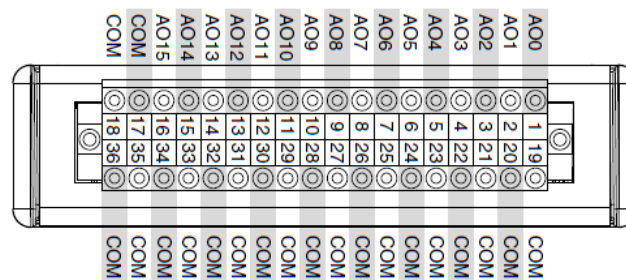 AO0 1 19 COM
AO1 2 20 COM
AO2 3 21 COM
AO3 4 22 COM
AO4 5 23 COM
AO5 6 24 COM
AO6 7 25 COM
AO7 8 26 COM
AO8 9 27 COM
AO9 10 28 COM
AO10 11 29 COM
AO11 12 30 COM
AO12 13 31 COM
AO13 14 32 COM
AO14 15 33 COM
AO15 16 34 COM
COM 17 35 COM
COM 18 36 COM